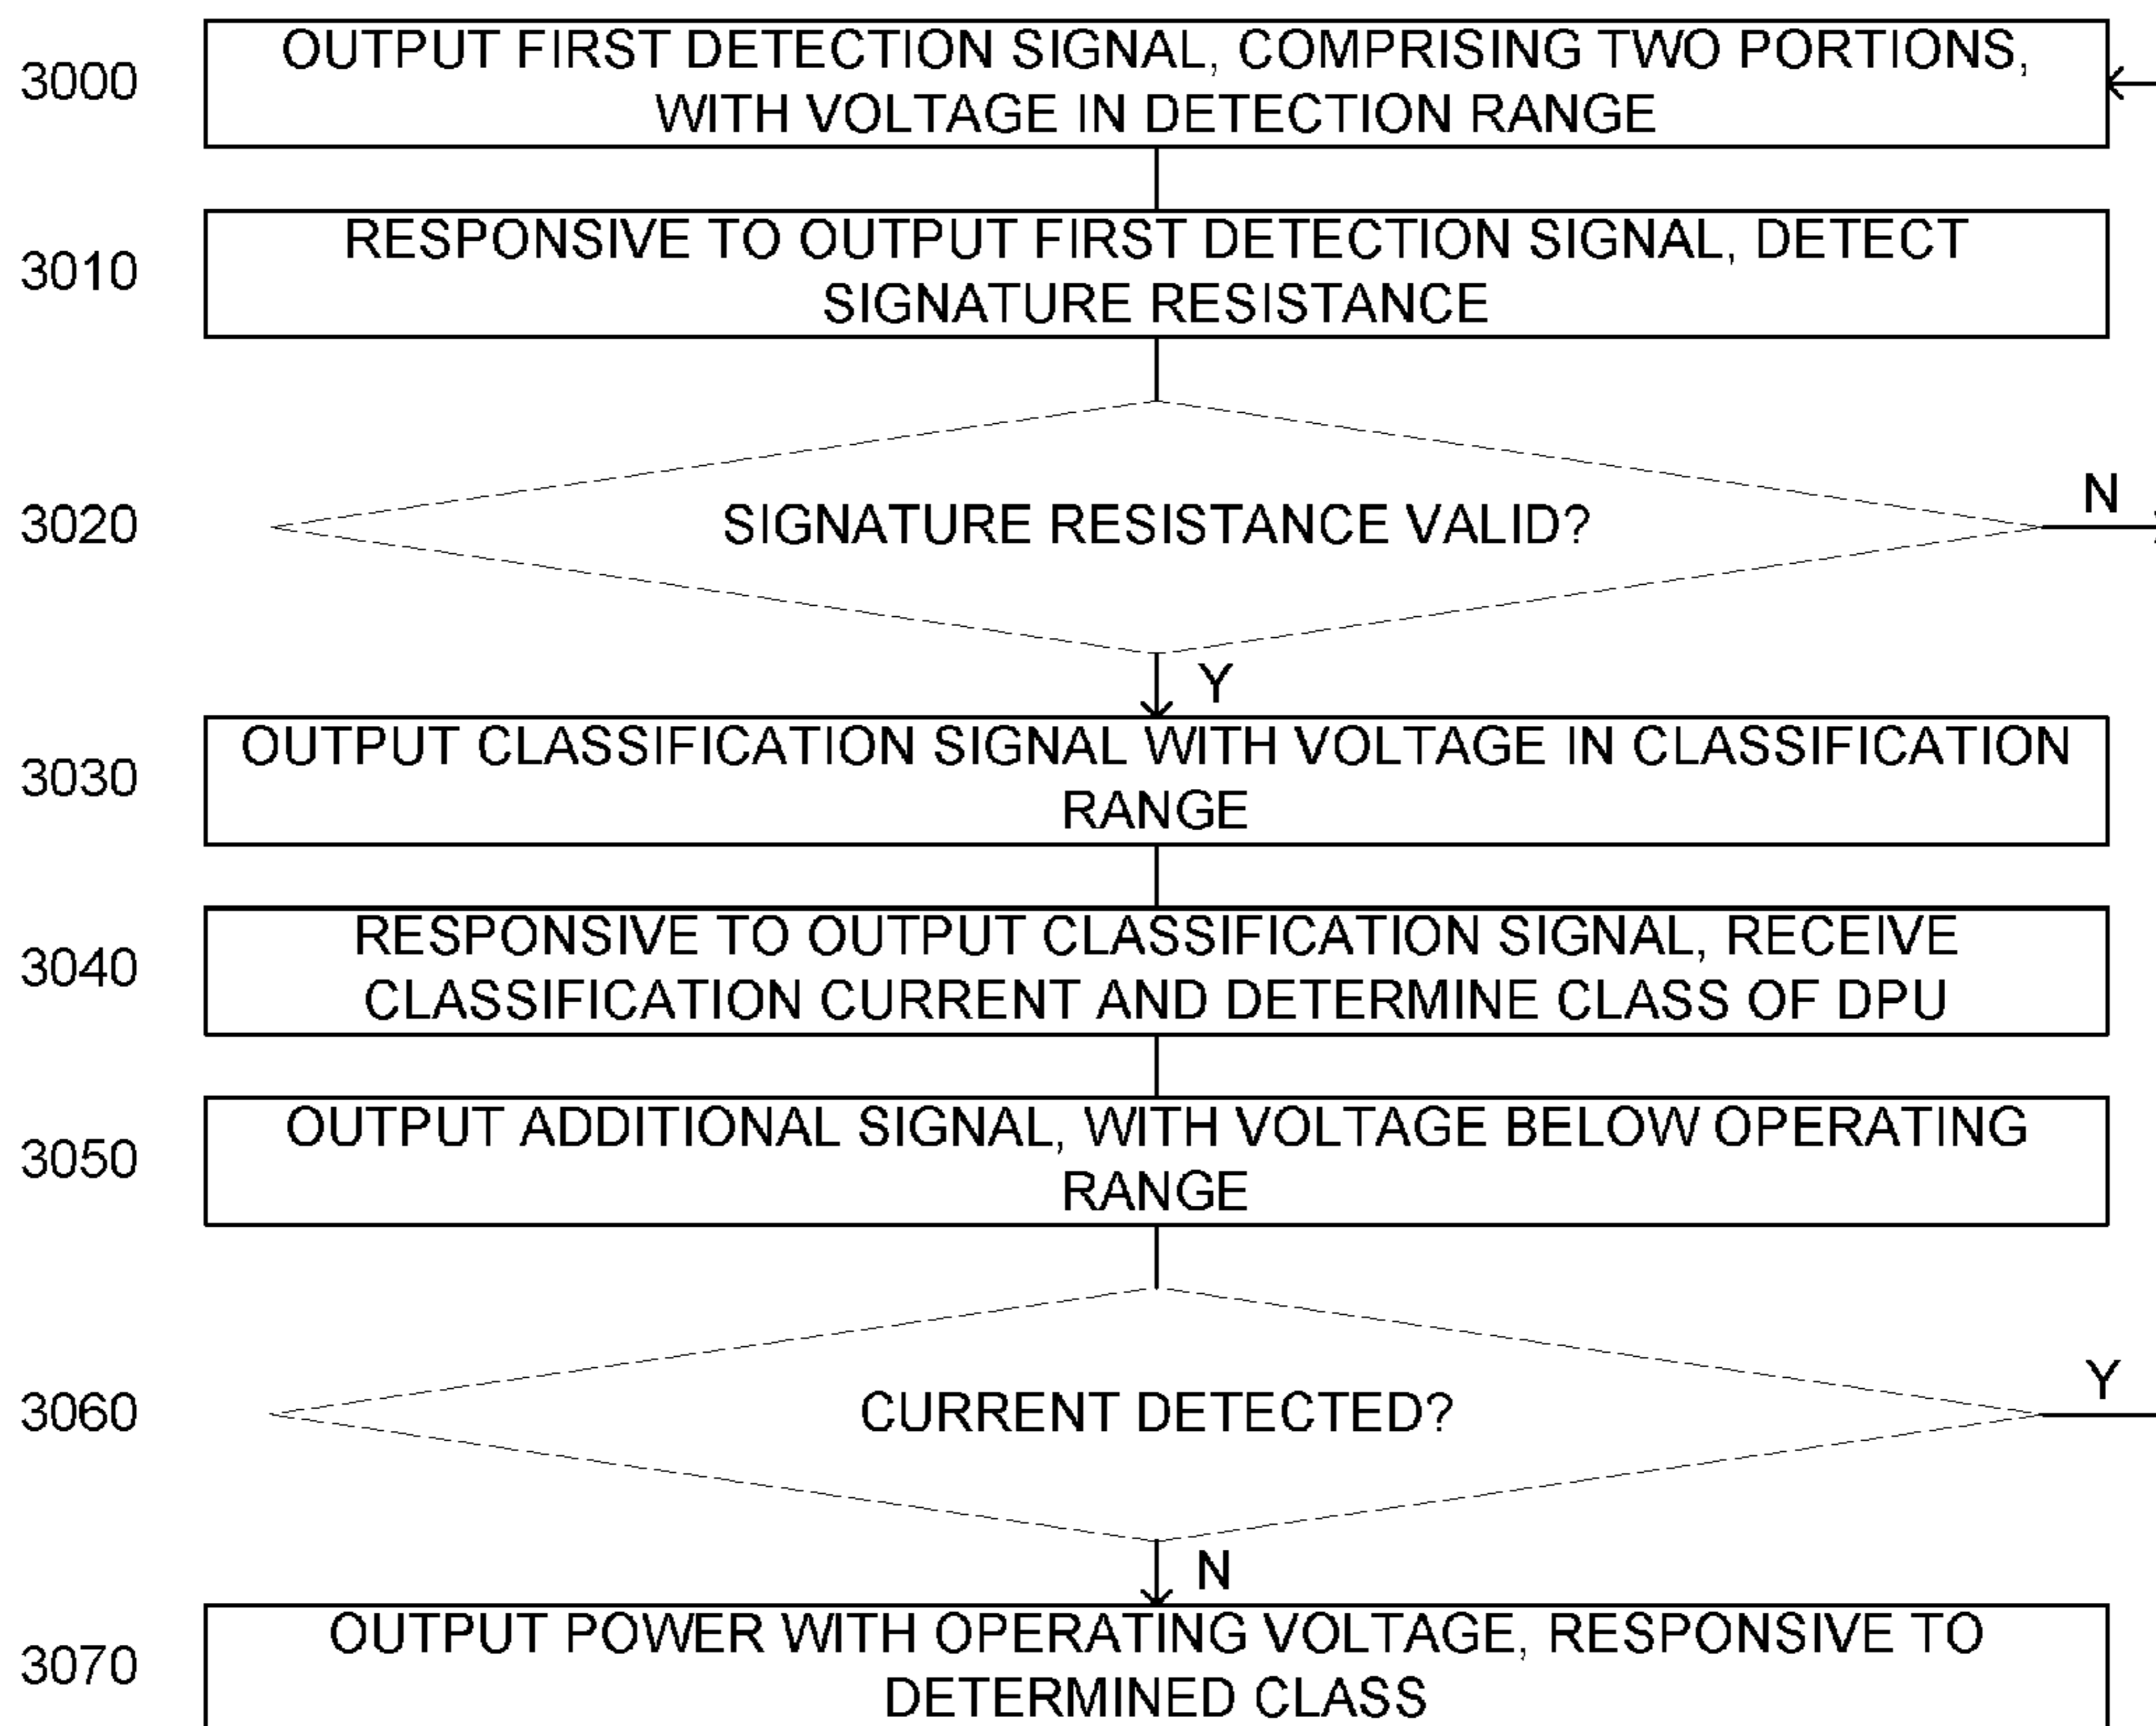 3000
OUTPUT FIRST DETECTION SIGNAL, COMPRISING TWO PORTIONS,
WITH VOLTAGE IN DETECTION RANGE
3010
RESPONSIVE TO OUTPUT FIRST DETECTION SIGNAL, DETECT
SIGNATURE RESISTANCE
3020
SIGNATURE RESISTANCE VALID?
N
Y
3030
OUTPUT CLASSIFICATION SIGNAL WITH VOLTAGE IN CLASSIFICATION
RANGE
3040
RESPONSIVE TO OUTPUT CLASSIFICATION SIGNAL, RECEIVE
CLASSIFICATION CURRENT AND DETERMINE CLASS OF DPU
3050
OUTPUT ADDITIONAL SIGNAL, WITH VOLTAGE BELOW OPERATING
RANGE
3060
CURRENT DETECTED?
Y
N
3070
OUTPUT POWER WITH OPERATING VOLTAGE, RESPONSIVE TO
DETERMINED CLASS